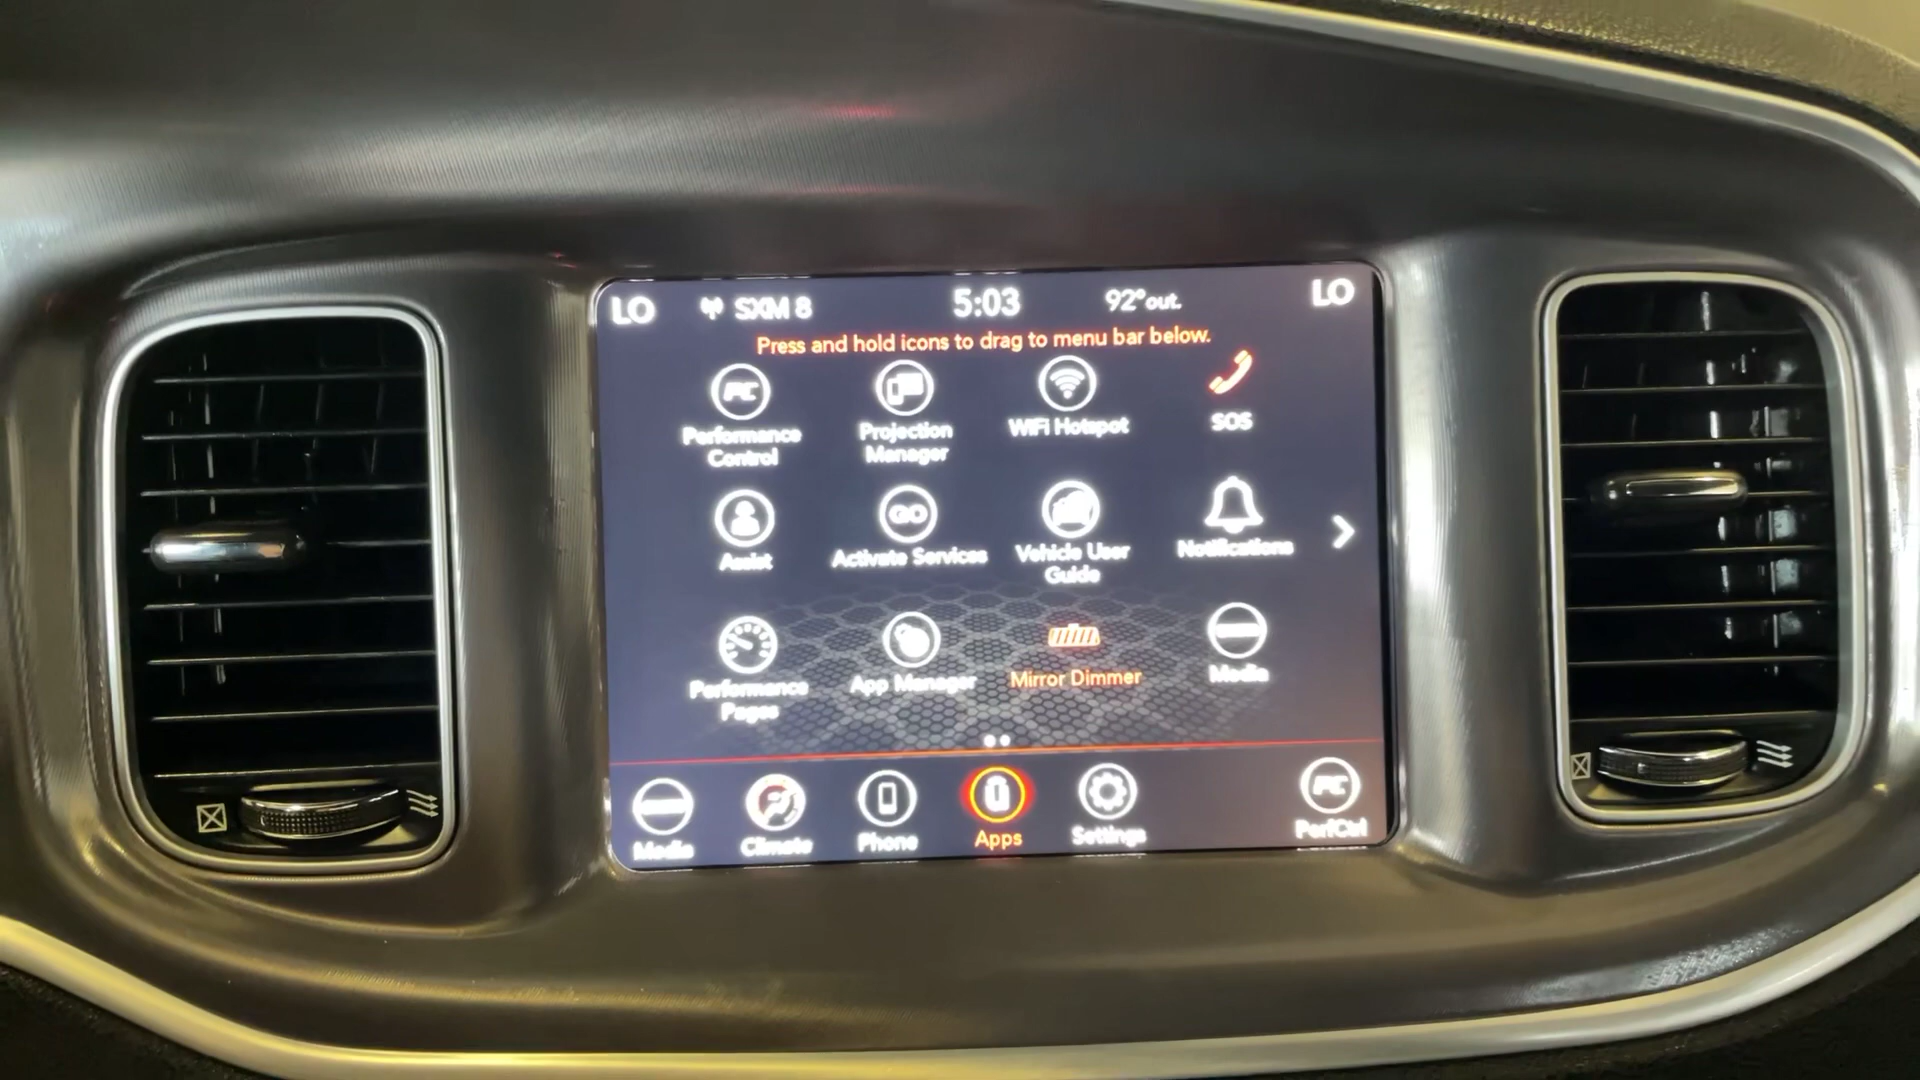 LO SXM 8 5:03 92°out. LO
Press and hold icons to drag to menu bar below.
Performance Control
Projection Manager
WiFi Hotspot
SOS
Assist
GO
Activate Services
Vehicle User Guide
Notifications
Performance Pages
App Manager
Mirror Dimmer
Media
Media
Climate
Phone
Apps
Settings
PerfCtrl